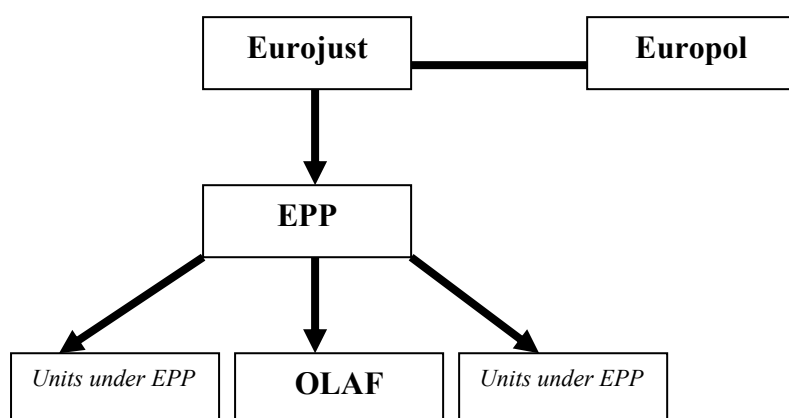 Eurojust
Europol
EPP
Units under EPP
OLAF
Units under EPP